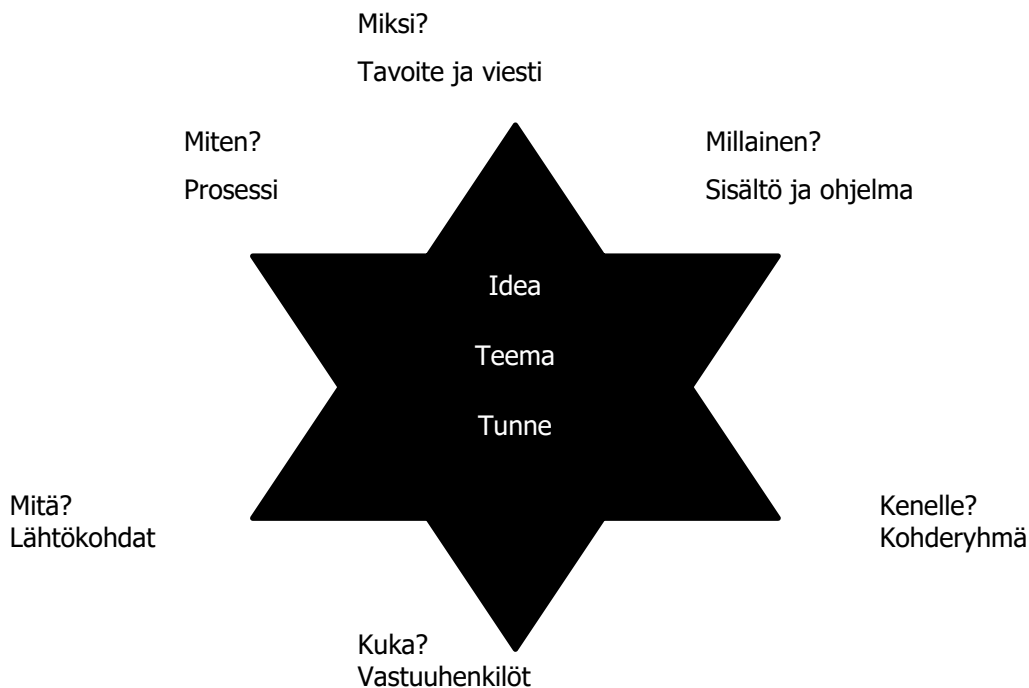 Miksi?
Tavoite ja viesti
Miten?
Prosessi
Millainen?
Sisältö ja ohjelma
Idea
Teema
Tunne
Mitä?
Lähtökohdat
Kenelle?
Kohderyhmä
Kuka?
Vastuuhenkilöt